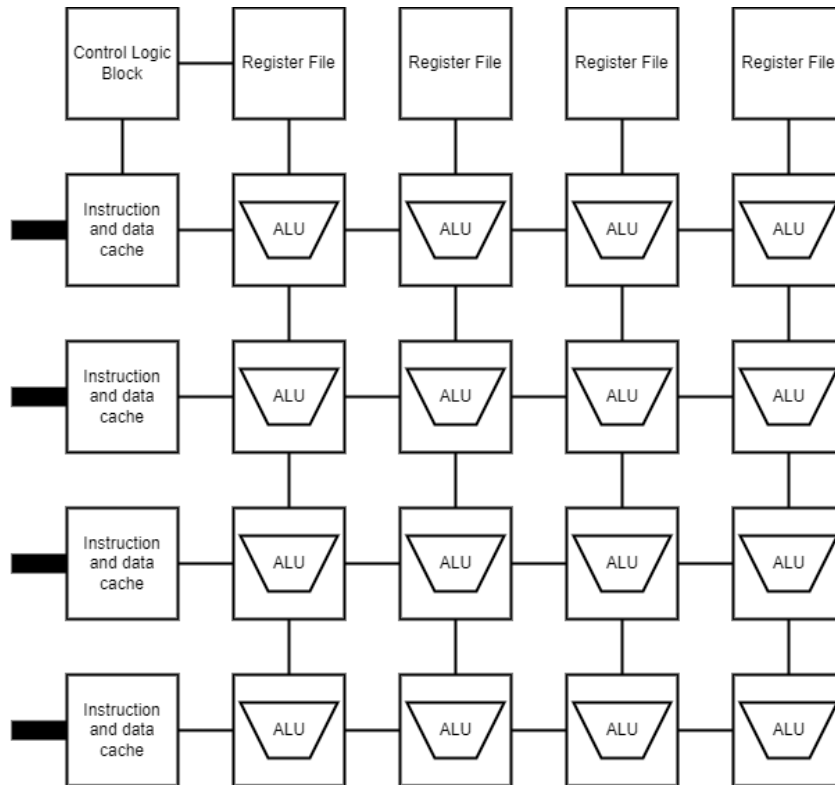 Control Logic
Block
Register File
Register File
Register File
Register File
Instruction
and data
cache
ALU
ALU
ALU
ALU
Instruction
and data
cache
ALU
ALU
ALU
ALU
Instruction
and data
cache
ALU
ALU
ALU
ALU
Instruction
and data
cache
ALU
ALU
ALU
ALU